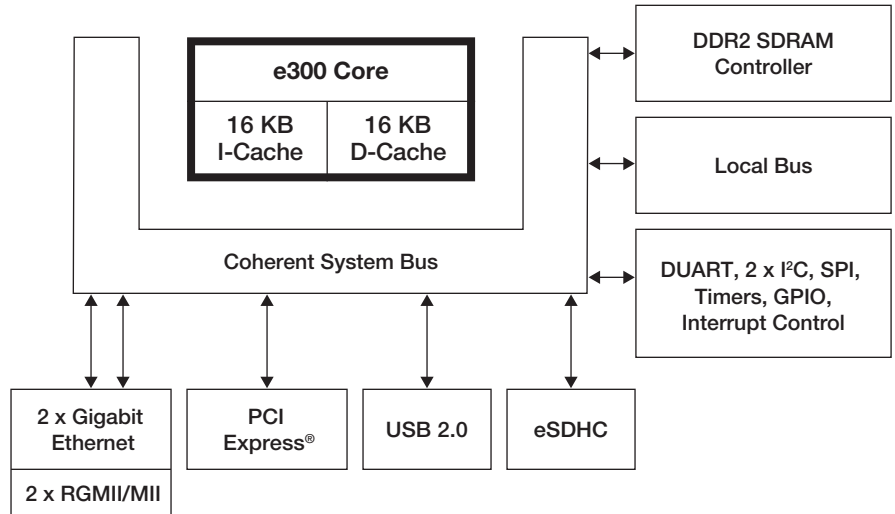 e300 Core
16 KB
I-Cache
16 KB
D-Cache
Coherent System Bus
DDR2 SDRAM
Controller
Local Bus
DUART, 2 x I²C, SPI,
Timers, GPIO,
Interrupt Control
2 x Gigabit
Ethernet
2 x RGMII/MII
PCI
Express®
USB 2.0
eSDHC